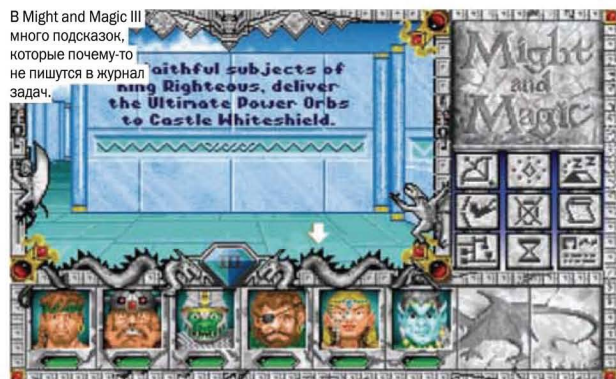 В Might and Magic III
много подсказок,
которые почему-то
не пишутся в журнал
задач.
aithful subjects of
King Righteous, deliver
the Ultimate Power Orbs
to Castle Whiteshield.
Might
and
Magic